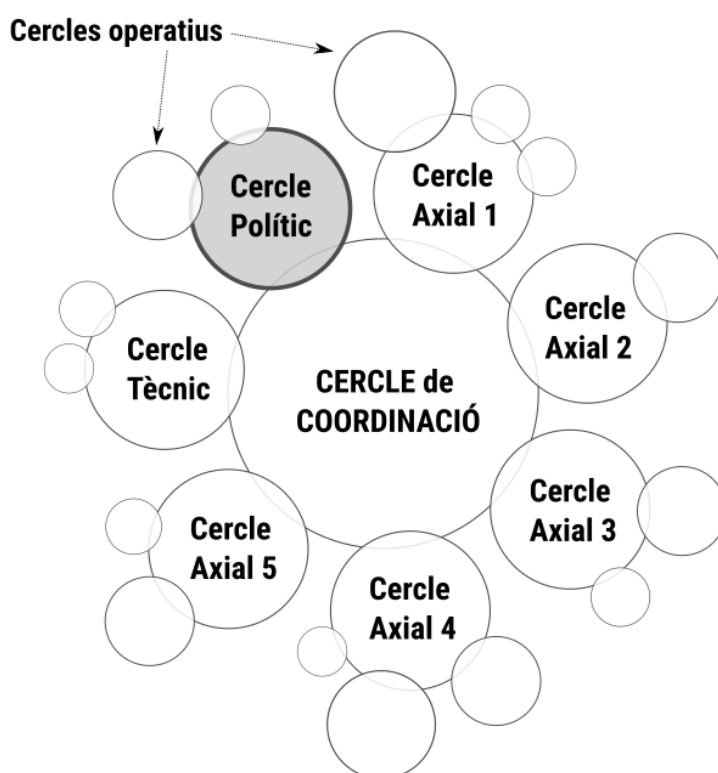 Cercles operatius
Cercle
Polític
Cercle
Axial 1
Cercle
Axial 2
Cercle
Tècnic
CERCLE de
COORDINACIÓ
Cercle
Axial 3
Cercle
Axial 5
Cercle
Axial 4